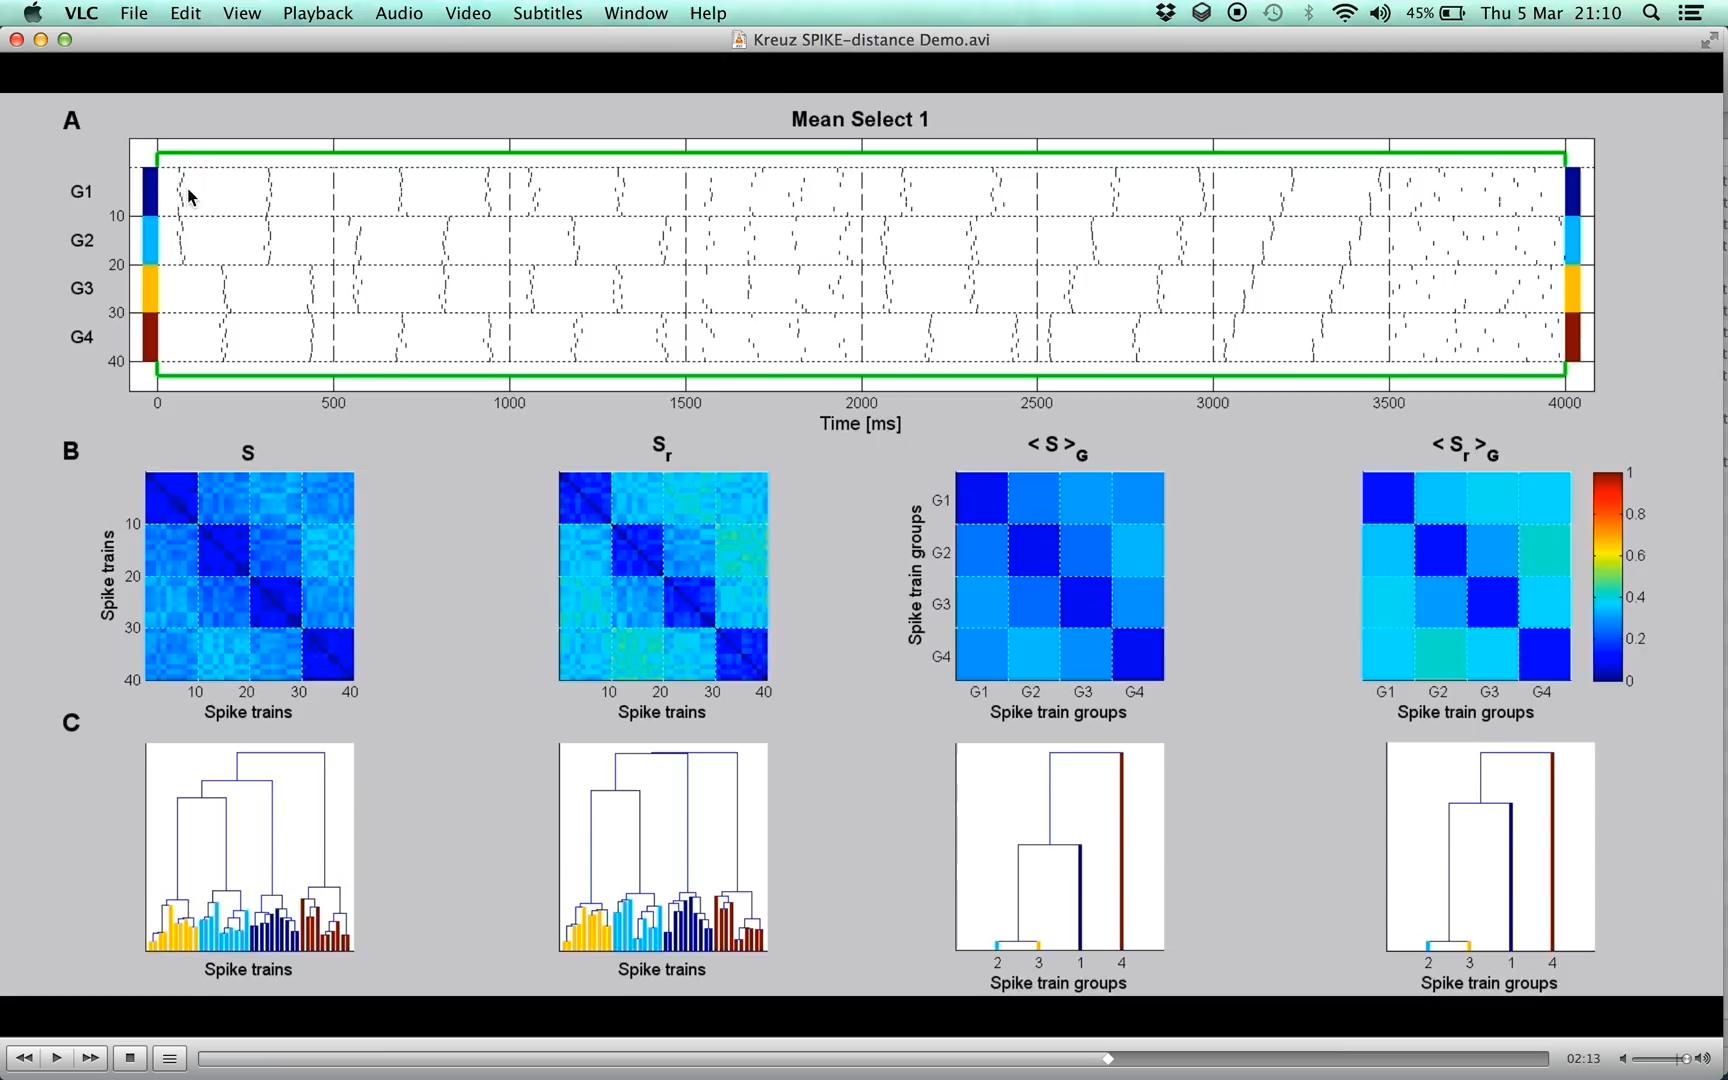 VLC File Edit View Playback Audio Video Subtitles Window Help 45% Thu 5 Mar 21:10
Kreuz SPIKE-distance Demo.avi
A
Mean Select 1
G1
10
G2
20
G3
30
G4
40
0 500 1000 1500 2000 2500 3000 3500 4000
Time [ms]
B
S
Sr
< S >G
< Sr >G
Spike trains
10
20
30
40
10 20 30 40
Spike trains
10 20 30 40
Spike trains
Spike train groups
G1
G2
G3
G4
G1 G2 G3 G4
Spike train groups
G1 G2 G3 G4
Spike train groups
1
0.8
0.6
0.4
0.2
0
C
Spike trains
Spike trains
2 3 1 4
Spike train groups
2 3 1 4
Spike train groups
02:13